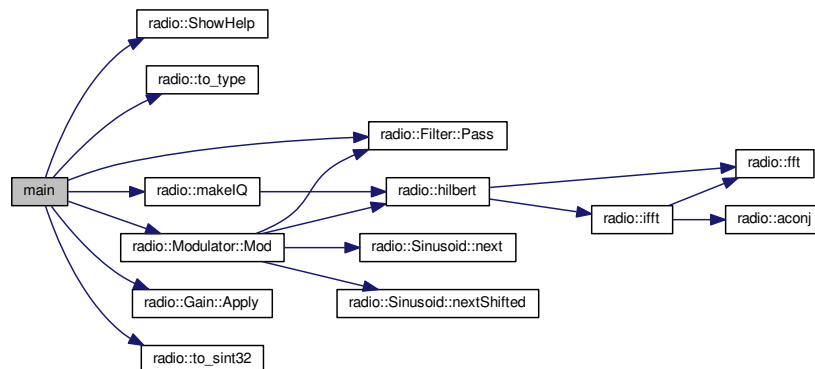 radio::ShowHelp
radio::to_type
radio::Filter::Pass
radio::fft
main
radio::makeIQ
radio::hilbert
radio::ifft
radio::aconj
radio::Modulator::Mod
radio::Sinusoid::next
radio::Gain::Apply
radio::Sinusoid::nextShifted
radio::to_sint32